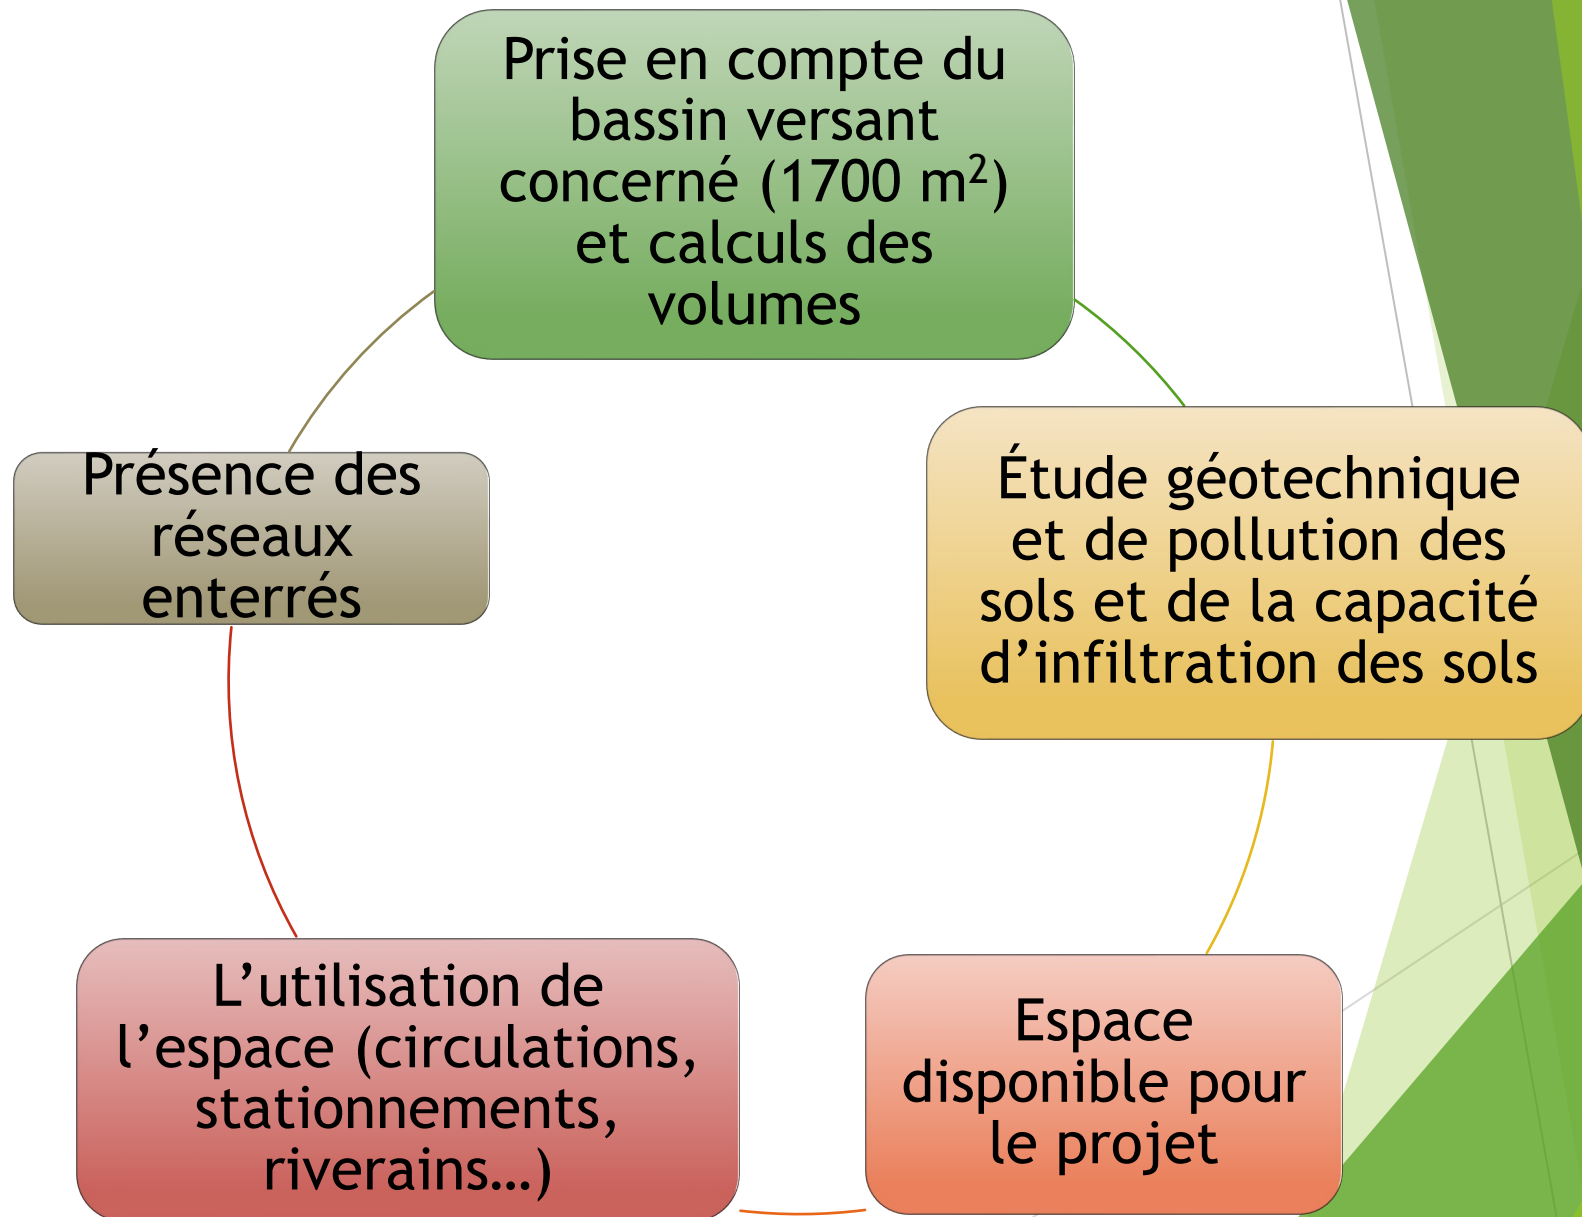 Prise en compte du
bassin versant
concerné (1700 m²)
et calculs des
volumes
Étude géotechnique
et de pollution des
sols et de la capacité
d’infiltration des sols
Espace
disponible pour
le projet
L’utilisation de
l’espace (circulations,
stationnements,
riverains…)
Présence des
réseaux
enterrés